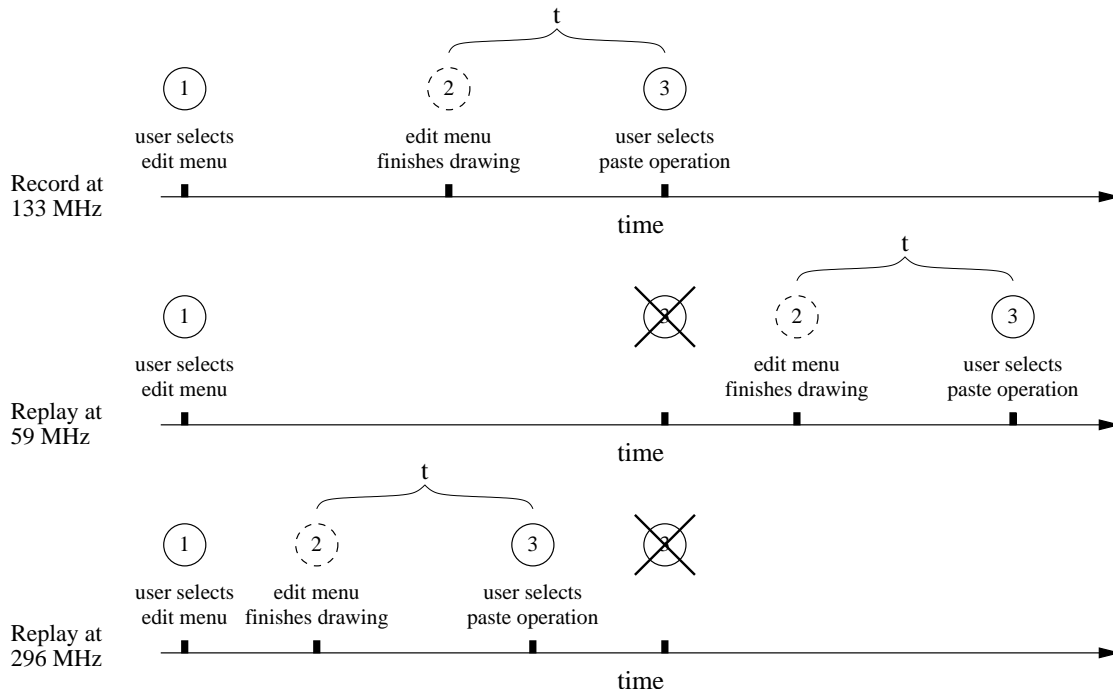 t
1
2
3
user selects
edit menu
edit menu
finishes drawing
user selects
paste operation
Record at
133 MHz
time
t
1
3
2
3
user selects
edit menu
edit menu
finishes drawing
user selects
paste operation
Replay at
59 MHz
time
t
1
2
3
3
user selects
edit menu
edit menu
finishes drawing
user selects
paste operation
Replay at
296 MHz
time